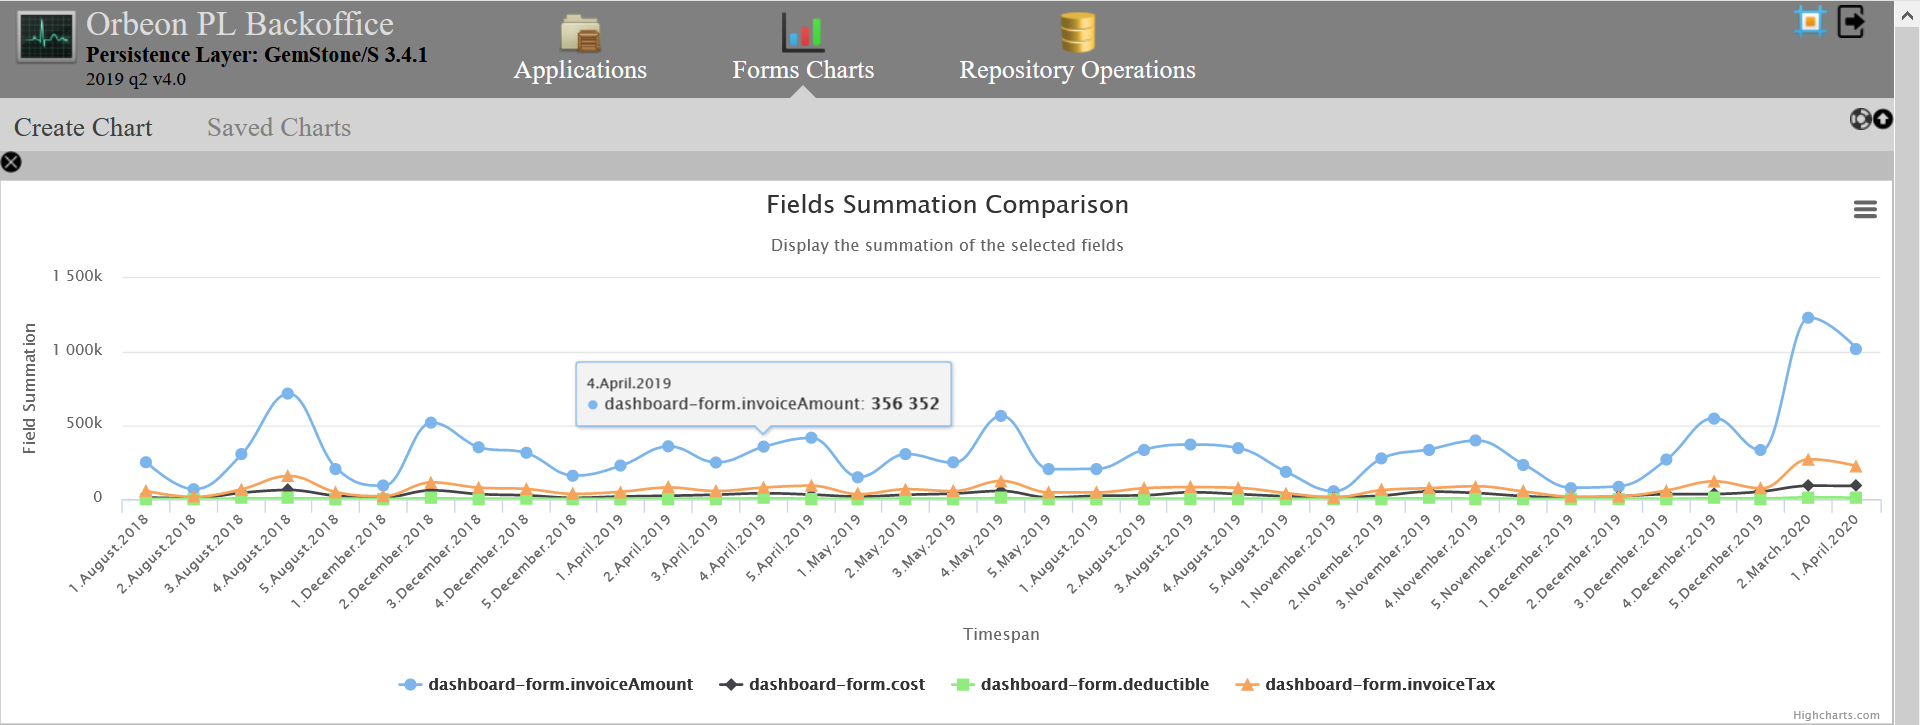 Orbeon PL Backoffice
Persistence Layer: GemStone/S 3.4.1
2019 q2 v4.0
Applications
Forms Charts
Repository Operations
Create Chart
Saved Charts
Fields Summation Comparison
Display the summation of the selected fields
1 500k
1 000k
500k
0
Field Summation
4.April.2019
dashboard-form.invoiceAmount: 356 352
1.August.2018
2.August.2018
3.August.2018
4.August.2018
5.August.2018
1.December.2018
2.December.2018
3.December.2018
4.December.2018
5.December.2018
1.April.2019
2.April.2019
3.April.2019
4.April.2019
5.April.2019
1.May.2019
2.May.2019
3.May.2019
4.May.2019
5.May.2019
1.August.2019
2.August.2019
3.August.2019
4.August.2019
5.August.2019
1.November.2019
2.November.2019
3.November.2019
4.November.2019
5.November.2019
1.December.2019
2.December.2019
3.December.2019
4.December.2019
5.December.2019
2.March.2020
1.April.2020
Timespan
dashboard-form.invoiceAmount
dashboard-form.cost
dashboard-form.deductible
dashboard-form.invoiceTax
Highcharts.com